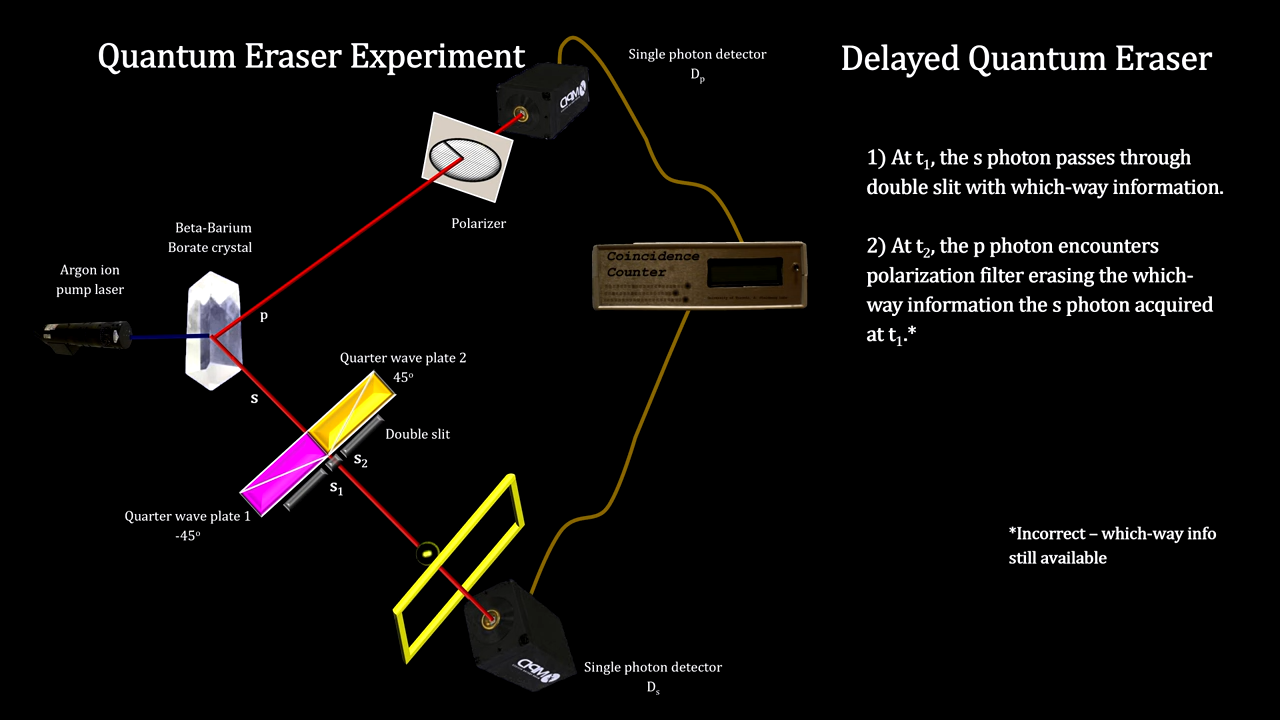 Quantum Eraser Experiment
Single photon detector
Dₚ
Delayed Quantum Eraser
1) At t₁, the s photon passes through
double slit with which-way information.
2) At t₂, the p photon encounters
polarization filter erasing the which-
way information the s photon acquired
at t₁.*
Polarizer
Beta-Barium
Borate crystal
Argon ion
pump laser
p
s
Coincidence
Counter
Quarter wave plate 2
45º
Double slit
s₂
s₁
Quarter wave plate 1
-45º
*Incorrect – which-way info
still available
Single photon detector
Dₛ